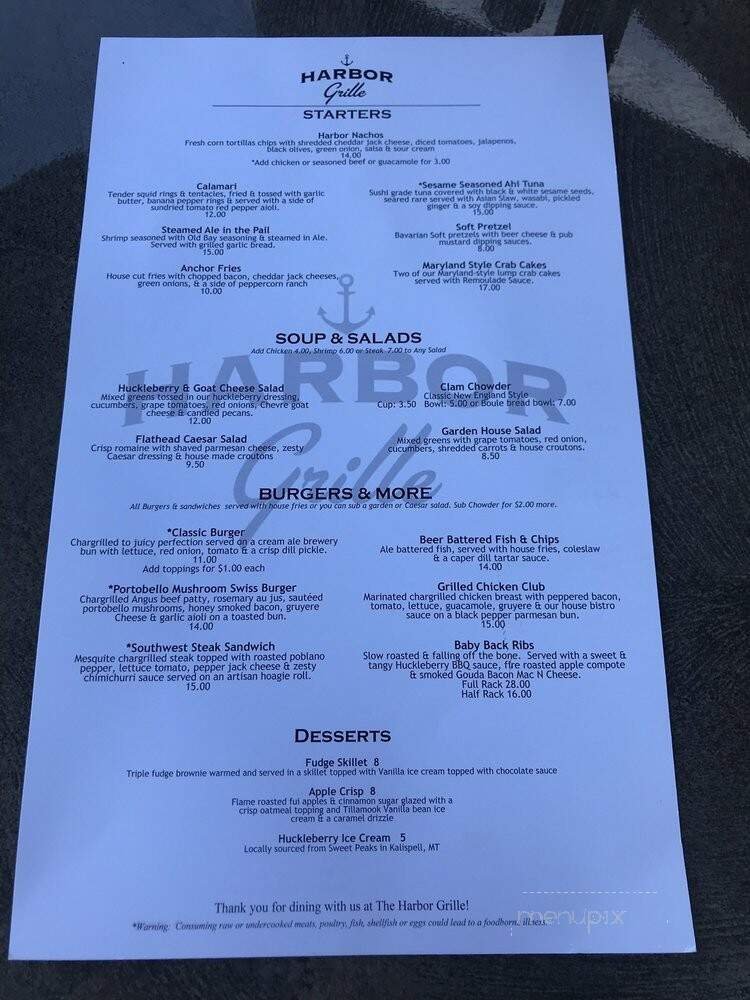 HARBOR
Grille
STARTERS
Harbor Nachos
Fresh corn tortillas chips with shredded cheddar jack cheese, diced tomatoes, jalapenos,
black olives, green onion, salsa & sour cream
14.00
*Add chicken or seasoned beef or guacamole for 3.00
Calamari
Tender squid rings & tentacles, fried & tossed with garlic
butter, banana pepper rings & served with a side of
sundried tomato red pepper aioli.
12.00
Steamed Ale in the Pail
Shrimp seasoned with Old Bay seasoning & steamed in Ale.
Served with grilled garlic bread.
15.00
Anchor Fries
House cut fries with chopped bacon, cheddar jack cheeses,
green onions, & a side of peppercorn ranch
10.00
*Sesame Seasoned Ahi Tuna
Sushi grade tuna covered with black & white sesame seeds,
seared rare served with Asian Slaw, wasabi, pickled
ginger & a soy dipping sauce.
15.00
Soft Pretzel
Bavarian Soft pretzels with beer cheese & pub
mustard dipping sauces.
8.00
Maryland Style Crab Cakes
Two of our Maryland-style lump crab cakes
served with Remoulade Sauce.
17.00
SOUP & SALADS
Add Chicken 4.00, Shrimp 6.00 or Steak 7.00 to Any Salad
HARBOR
Grille
Huckleberry & Goat Cheese Salad
Mixed greens tossed in our huckleberry dressing,
cucumbers, grape tomatoes, red onions, Chevre goat
cheese & candied pecans.
12.00
Flathead Caesar Salad
Crisp romaine with shaved parmesan cheese, zesty
Caesar dressing & house made croutons
9.50
Clam Chowder
Classic New England Style
Cup: 3.50 Bowl: 5.00 or Boule bread bowl: 7.00
Garden House Salad
Mixed greens with grape tomatoes, red onion,
cucumbers, shredded carrots & house croutons.
8.50
BURGERS & MORE
All Burgers & sandwiches served with house fries or you can sub a garden or Caesar salad. Sub Chowder for $2.00 more.
*Classic Burger
Chargrilled to juicy perfection served on a cream ale brewery
bun with lettuce, red onion, tomato & a crisp dill pickle.
11.00
Add toppings for $1.00 each
*Portobello Mushroom Swiss Burger
Chargrilled Angus beef patty, rosemary au jus, sautéed
portobello mushrooms, honey smoked bacon, gruyere
Cheese & garlic aioli on a toasted bun.
14.00
*Southwest Steak Sandwich
Mesquite chargrilled steak topped with roasted poblano
pepper, lettuce tomato, pepper jack cheese & zesty
chimichurri sauce served on an artisan hoagie roll.
15.00
Beer Battered Fish & Chips
Ale battered fish, served with house fries, coleslaw
& a caper dill tartar sauce.
14.00
Grilled Chicken Club
Marinated chargrilled chicken breast with peppered bacon,
tomato, lettuce, guacamole, gruyere & our house bistro
sauce on a black pepper parmesan bun.
15.00
Baby Back Ribs
Slow roasted & falling off the bone. Served with a sweet &
tangy Huckleberry BBQ sauce, fire roasted apple compote
& smoked Gouda Bacon Mac N Cheese.
Full Rack 28.00
Half Rack 16.00
DESSERTS
Fudge Skillet 8
Triple fudge brownie warmed and served in a skillet topped with Vanilla ice cream topped with chocolate sauce
Apple Crisp 8
Flame roasted fui apples & cinnamon sugar glazed with a
crisp oatmeal topping and Tillamook Vanilla bean ice
cream & a caramel drizzle
Huckleberry Ice Cream 5
Locally sourced from Sweet Peaks in Kalispell, MT
Thank you for dining with us at The Harbor Grille!
*Warning: Consuming raw or undercooked meats, poultry, fish, shellfish or eggs could lead to a foodborn
menupix